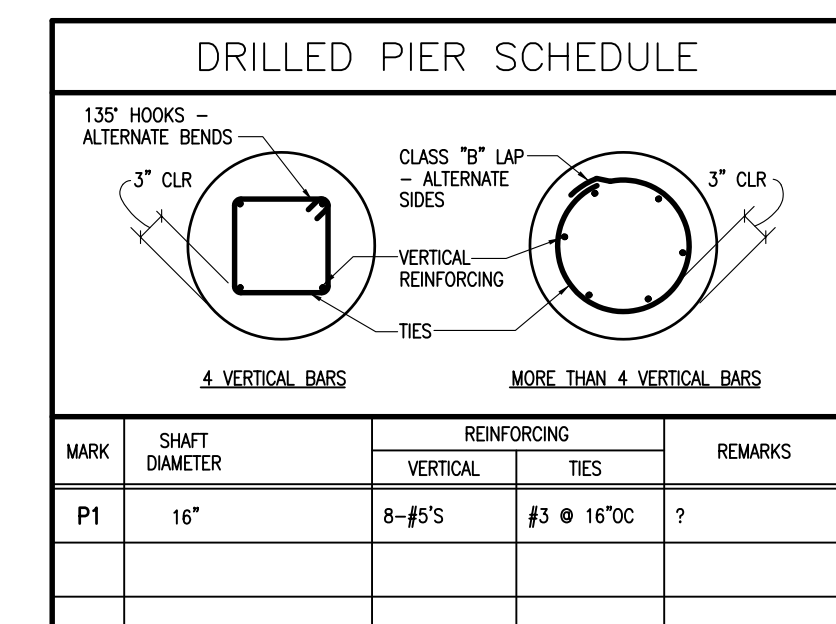 DRILLED PIER SCHEDULE
135° HOOKS –
ALTERNATE BENDS
3" CLR
CLASS "B" LAP
– ALTERNATE
SIDES
3" CLR
VERTICAL
REINFORCING
TIES
4 VERTICAL BARS
MORE THAN 4 VERTICAL BARS
MARK
SHAFT
DIAMETER
REINFORCING
VERTICAL
TIES
REMARKS
P1
16"
8–#5'S
#3 @ 16"OC
?